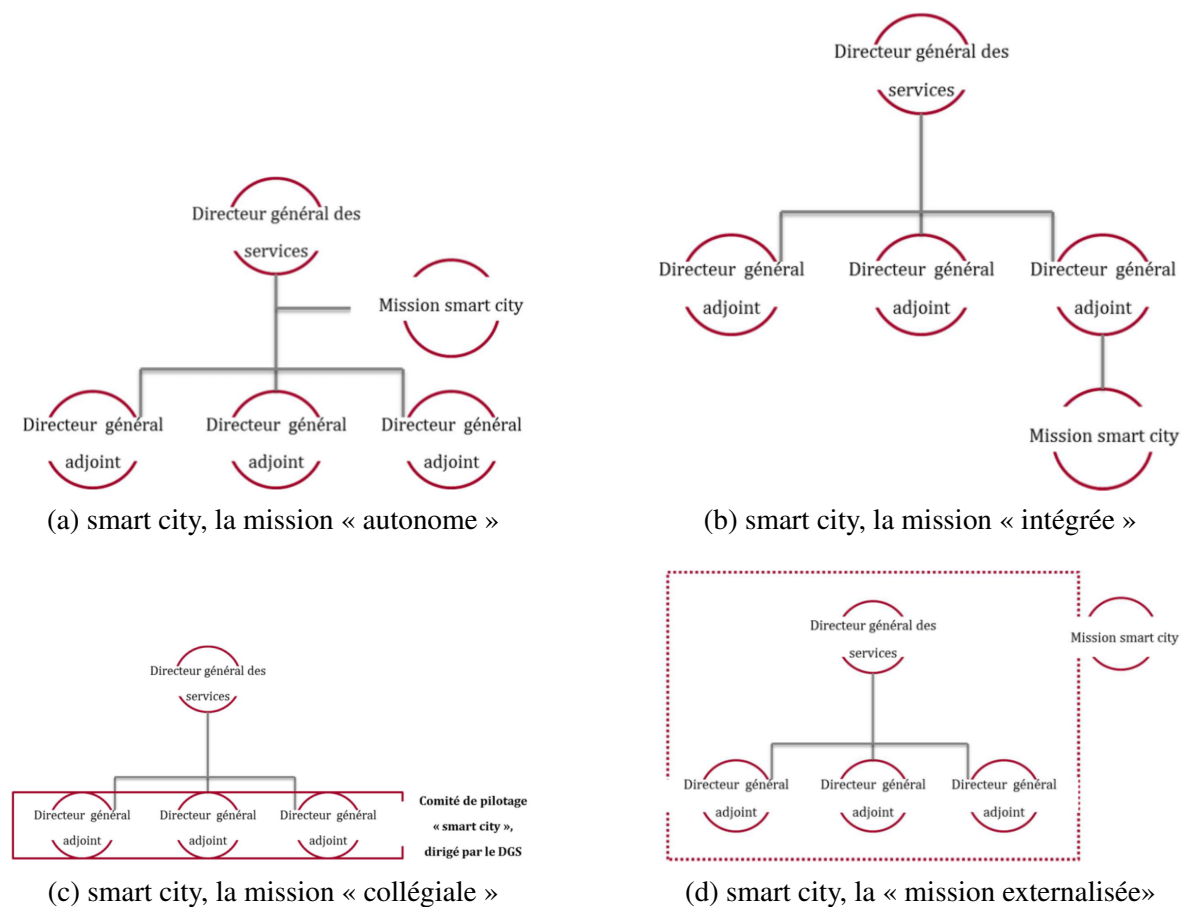 Directeur général des
services
Mission smart city
Directeur général
adjoint
Directeur général
adjoint
Directeur général
adjoint
(a) smart city, la mission « autonome »
Directeur général des
services
Directeur général
adjoint
Directeur général
adjoint
Directeur général
adjoint
Mission smart city
(b) smart city, la mission « intégrée »
Directeur général des
services
Directeur général
adjoint
Directeur général
adjoint
Directeur général
adjoint
Comité de pilotage
« smart city »,
dirigé par le DGS
(c) smart city, la mission « collégiale »
Directeur général des
services
Mission smart city
Directeur général
adjoint
Directeur général
adjoint
Directeur général
adjoint
(d) smart city, la « mission externalisée»